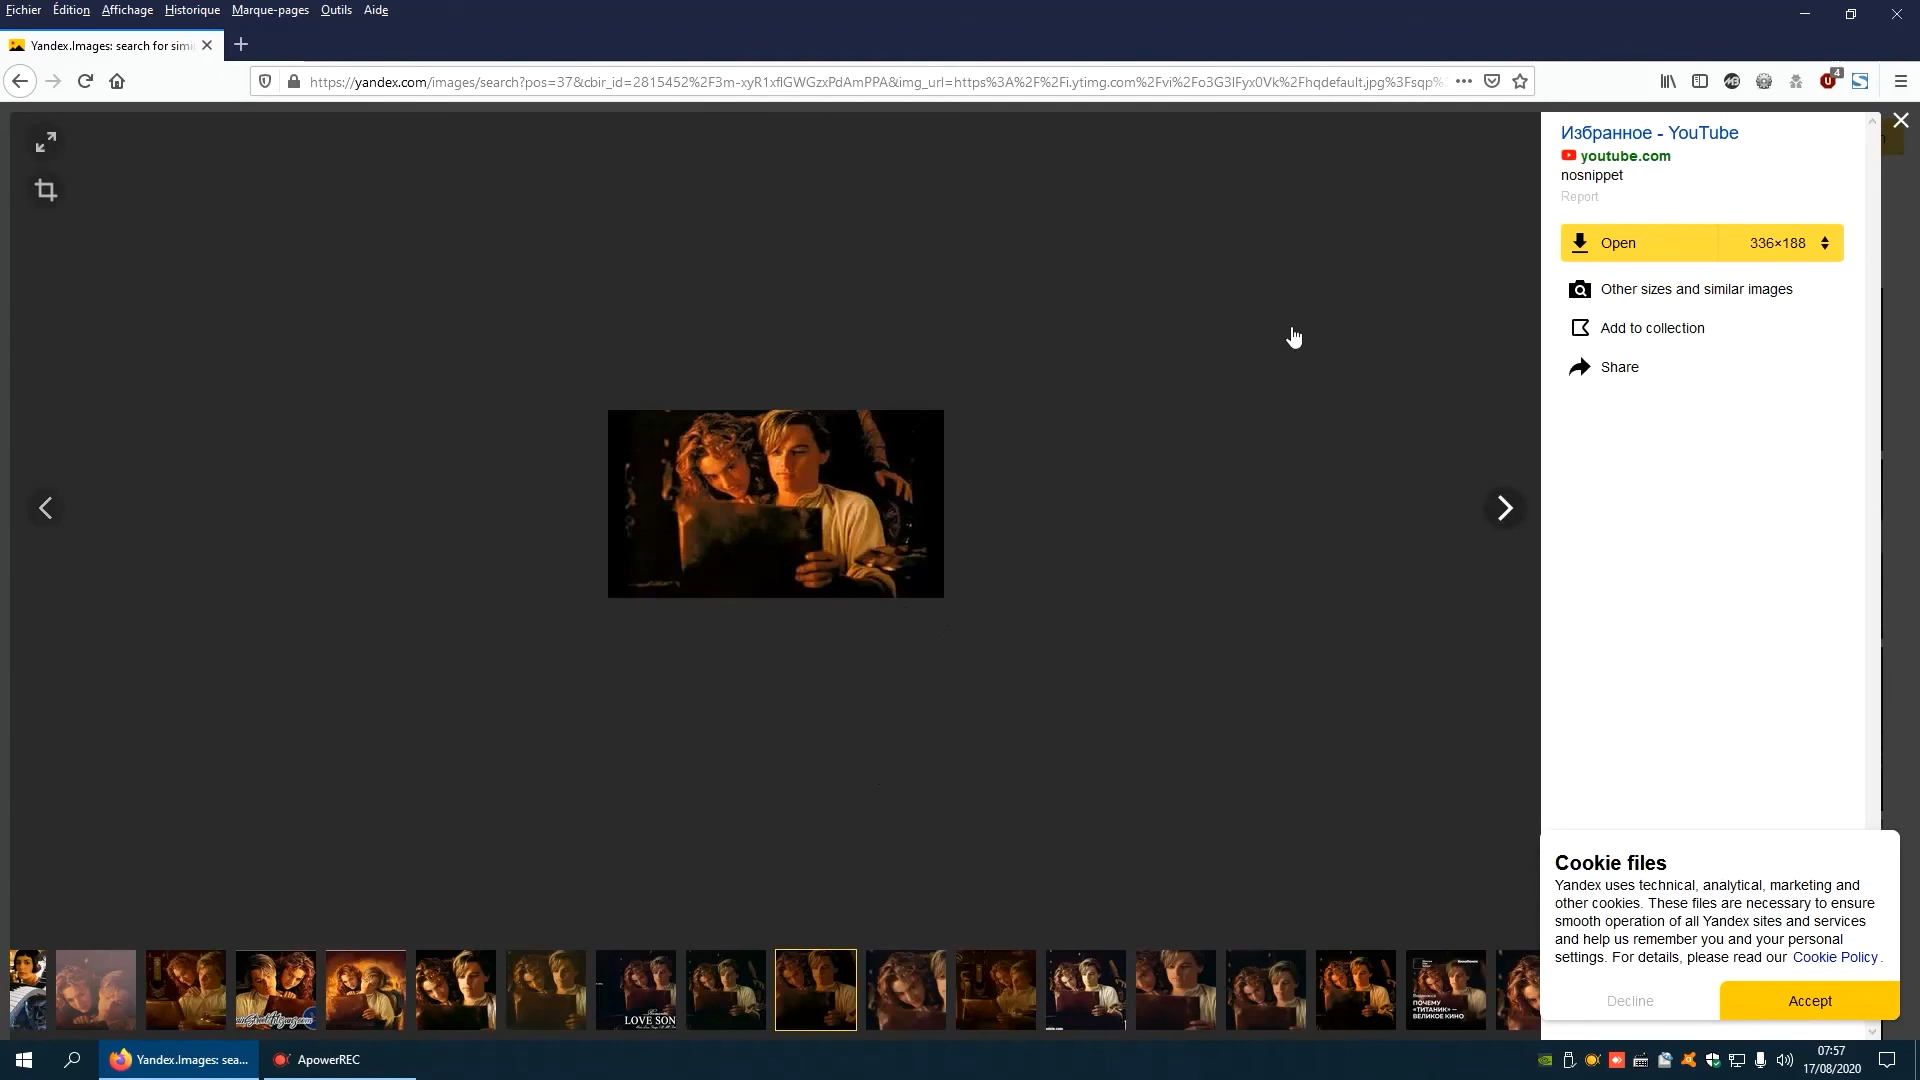 Fichier Édition Affichage Historique Marque-pages Outils Aide
Yandex.Images: search for simi
https://yandex.com/images/search?pos=37&cbir_id=2815452%2F3m-xyR1xflGWGzxPdAmPPA&img_url=https%3A%2F%2Fi.ytimg.com%2Fvi%2Fo3G3lFyx0Vk%2Fhqdefault.jpg%3Fsqp%
4
Избранное - YouTube
youtube.com
nosnippet
Report
Open 336×188
Other sizes and similar images
Add to collection
Share
Cookie files
Yandex uses technical, analytical, marketing and
other cookies. These files are necessary to ensure
smooth operation of all Yandex sites and services
and help us remember you and your personal
settings. For details, please read our Cookie Policy.
Decline Accept
LOVE SON
ПОЧЕМУ
«ТИТАНИК» –
ВЕЛИКОЕ КИНО
Yandex.Images: sea... ApowerREC
07:57
17/08/2020